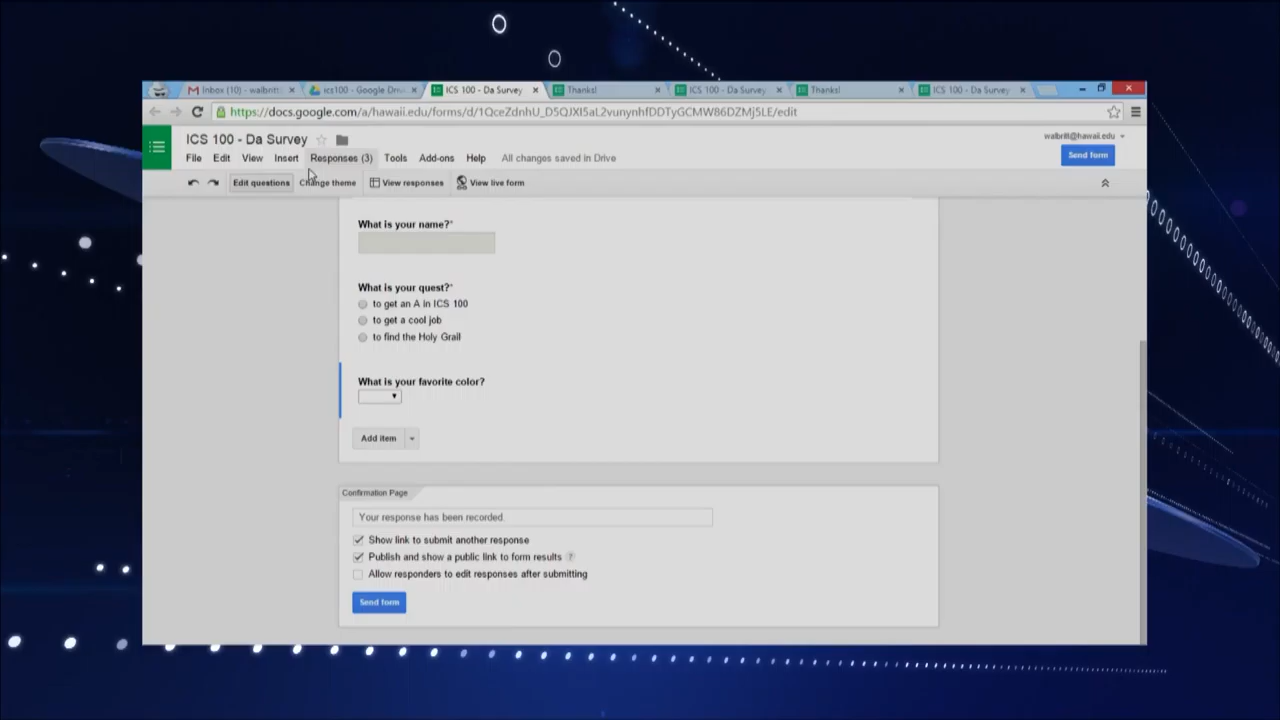 Inbox (10) - walbritt
ics100 - Google Driv
ICS 100 - Da Survey
Thanks!
ICS 100 - Da Survey
Thanks!
ICS 100 - Da Survey
https://docs.google.com/a/hawaii.edu/forms/d/1QceZdnhU_D5QJXI5aL2vunynhfDDTyGCMW86DZMj5LE/edit
ICS 100 - Da Survey
walbritt@hawaii.edu
File Edit View Insert Responses (3) Tools Add-ons Help All changes saved in Drive
Send form
Edit questions Change theme View responses View live form
What is your name?*
What is your quest?*
to get an A in ICS 100
to get a cool job
to find the Holy Grail
What is your favorite color?
Add item
Confirmation Page
Your response has been recorded.
Show link to submit another response
Publish and show a public link to form results ?
Allow responders to edit responses after submitting
Send form